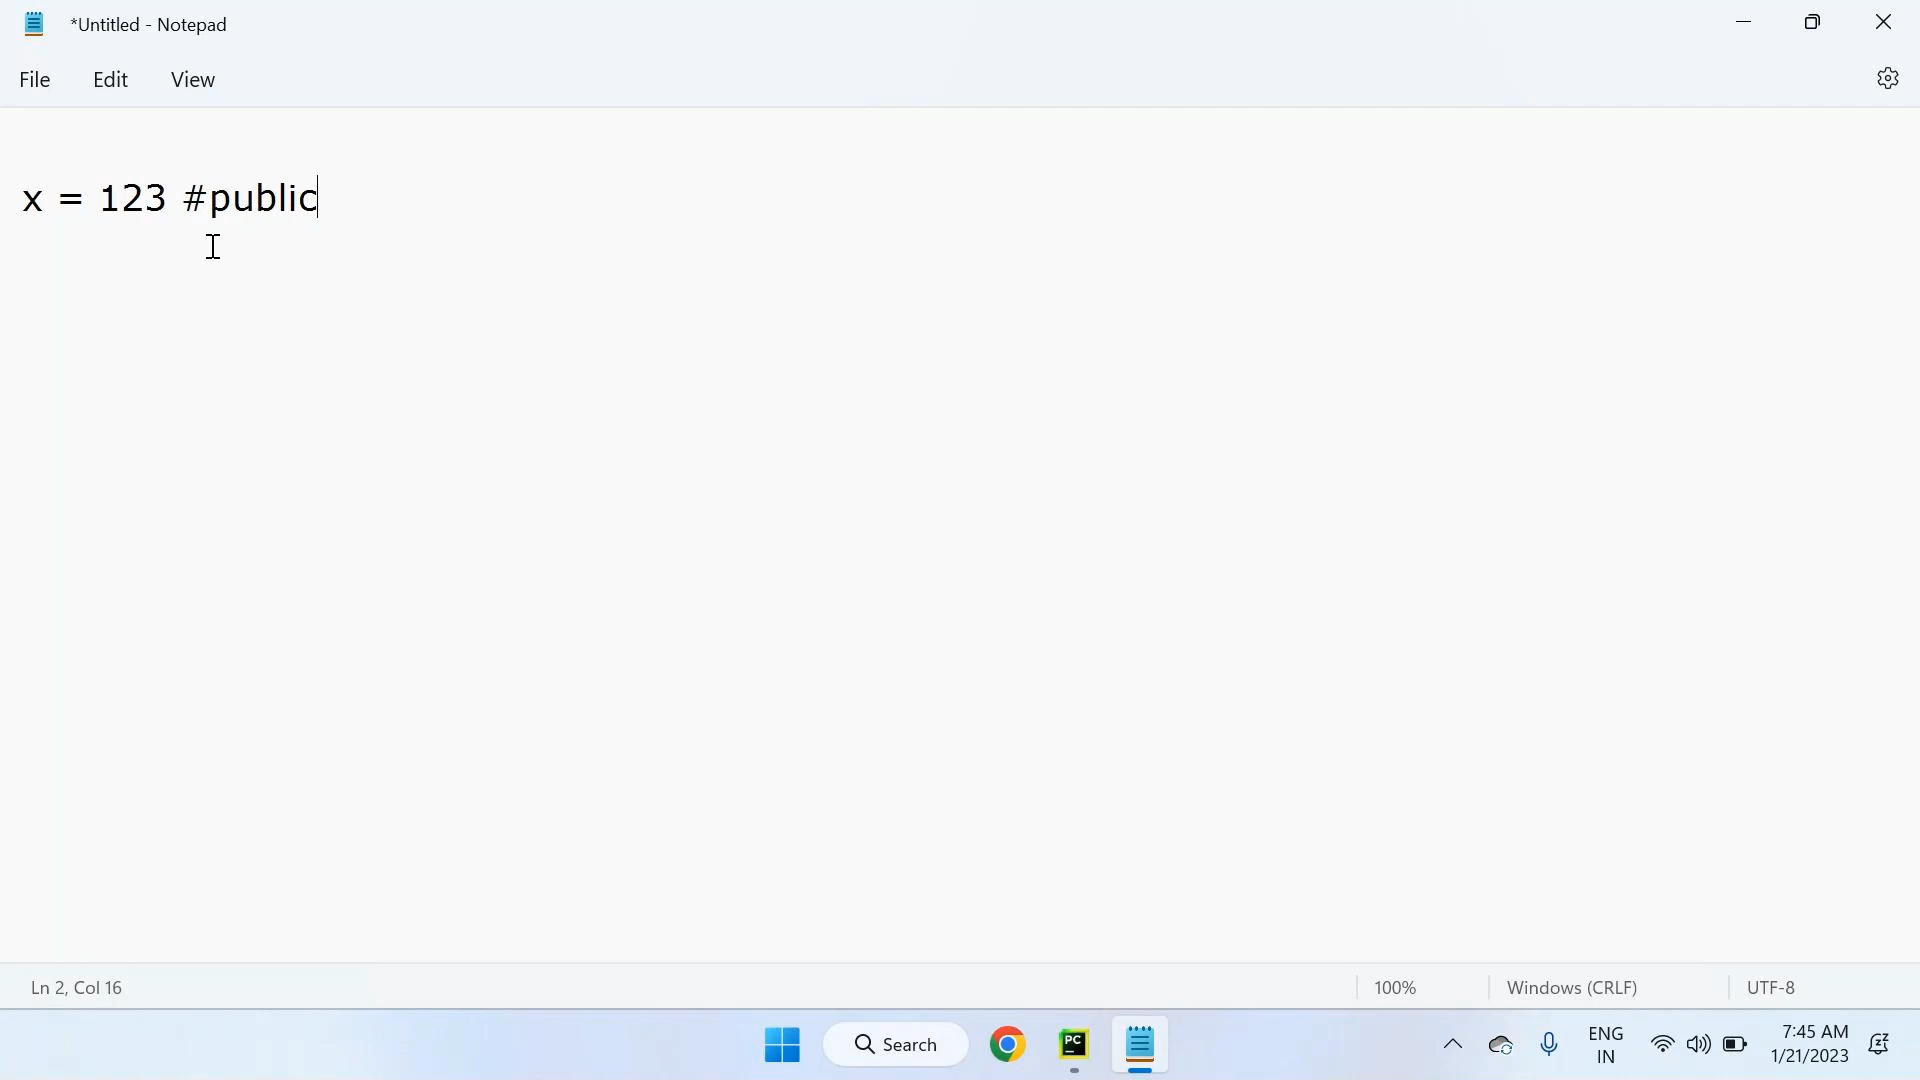 *Untitled - Notepad
File Edit View
x = 123 #public
Ln 2, Col 16 100% Windows (CRLF) UTF-8
Search PC ENG 7:45 AM
IN 1/21/2023